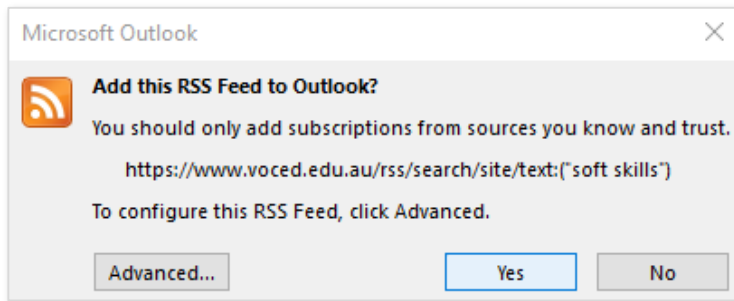 Microsoft Outlook
Add this RSS Feed to Outlook?
You should only add subscriptions from sources you know and trust.
https://www.voced.edu.au/rss/search/site/text:("soft skills")
To configure this RSS Feed, click Advanced.
Advanced... Yes No